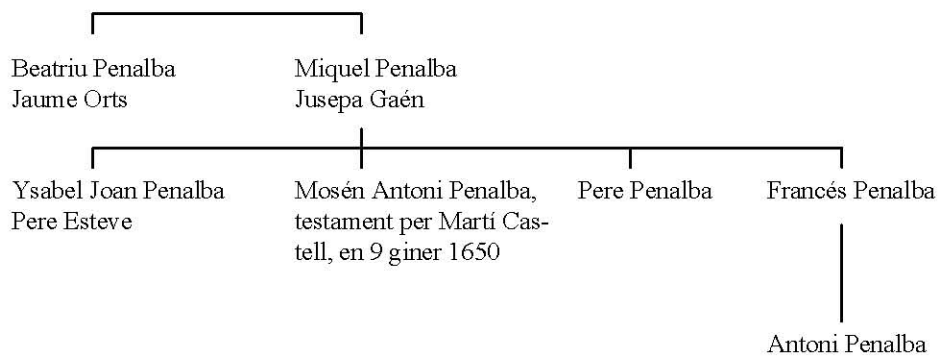 Beatriu Penalba
Jaume Orts
Miquel Penalba
Jusepa Gaén
Ysabel Joan Penalba
Pere Esteve
Mosén Antoni Penalba,
testament per Martí Cas-
tell, en 9 giner 1650
Pere Penalba
Francés Penalba
Antoni Penalba